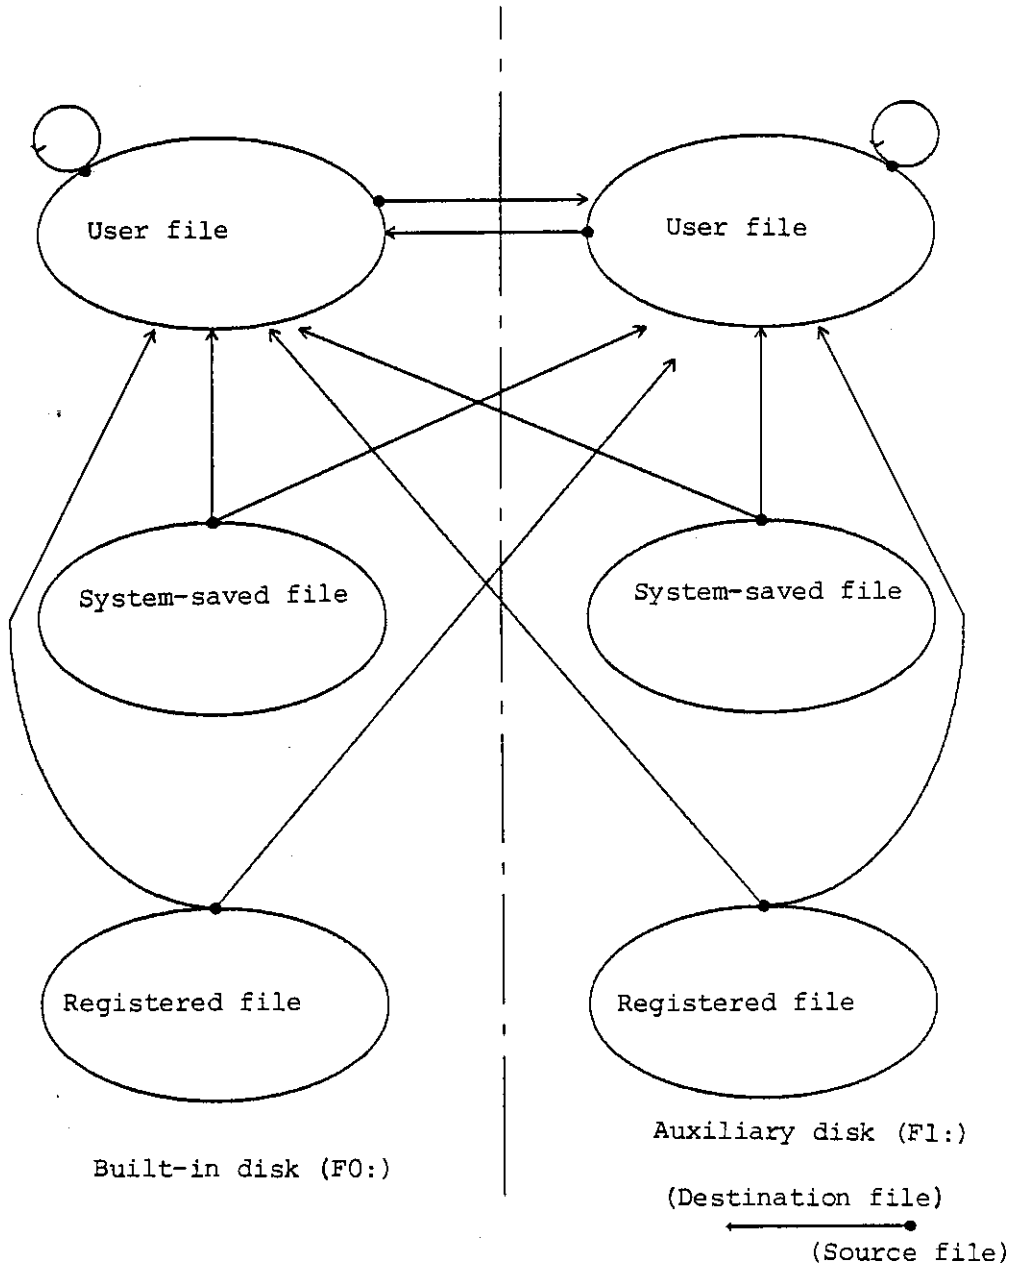 User file
User file
System-saved file
System-saved file
Registered file
Registered file
Auxiliary disk (F1:)
Built-in disk (F0:)
(Destination file)
(Source file)